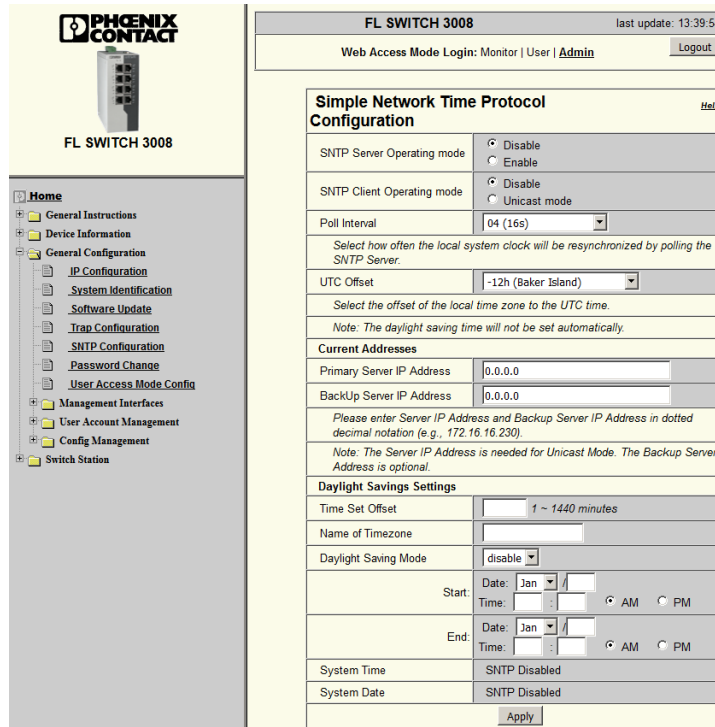 PHŒNIX
CONTACT
FL SWITCH 3008
Home
General Instructions
Device Information
General Configuration
IP Configuration
System Identification
Software Update
Trap Configuration
SNTP Configuration
Password Change
User Access Mode Config
Management Interfaces
User Account Management
Config Management
Switch Station
FL SWITCH 3008 last update: 13:39:5
Web Access Mode Login: Monitor | User | Admin Logout
Simple Network Time Protocol Hel
Configuration
SNTP Server Operating mode Disable
Enable
SNTP Client Operating mode Disable
Unicast mode
Poll Interval 04 (16s)
Select how often the local system clock will be resynchronized by polling the
SNTP Server.
UTC Offset -12h (Baker Island)
Select the offset of the local time zone to the UTC time.
Note: The daylight saving time will not be set automatically.
Current Addresses
Primary Server IP Address 0.0.0.0
BackUp Server IP Address 0.0.0.0
Please enter Server IP Address and Backup Server IP Address in dotted
decimal notation (e.g., 172.16.16.230).
Note: The Server IP Address is needed for Unicast Mode. The Backup Server
Address is optional.
Daylight Savings Settings
Time Set Offset 1 ~ 1440 minutes
Name of Timezone
Daylight Saving Mode disable
Start: Date: Jan /
Time: : AM PM
End: Date: Jan /
Time: : AM PM
System Time SNTP Disabled
System Date SNTP Disabled
Apply